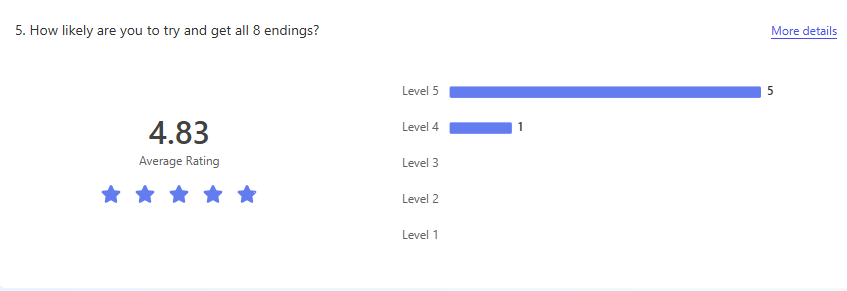 5. How likely are you to try and get all 8 endings?
More details
Level 5
5
4.83
Average Rating
Level 4
1
Level 3
Level 2
Level 1